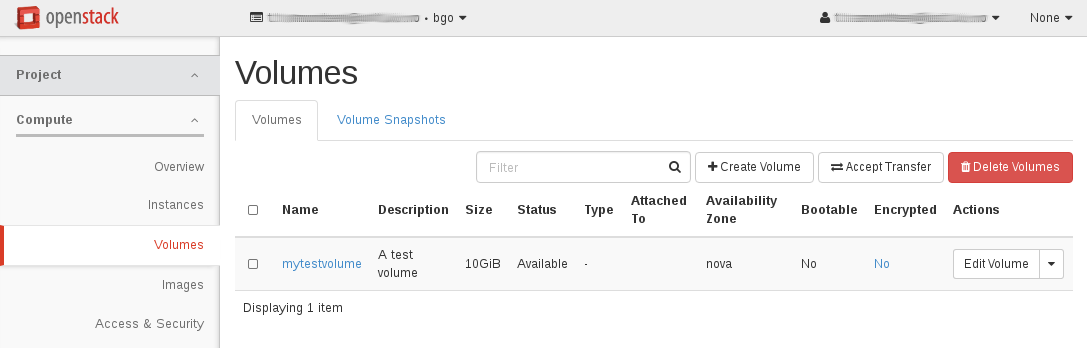 openstack
• bgo
None
Project
Compute
Overview
Instances
Volumes
Images
Access & Security
Volumes
Volumes Volume Snapshots
Filter
Create Volume
Accept Transfer
Delete Volumes
Name Description Size Status Type Attached To Availability Zone Bootable Encrypted Actions
mytestvolume A test volume 10GiB Available - nova No No Edit Volume
Displaying 1 item